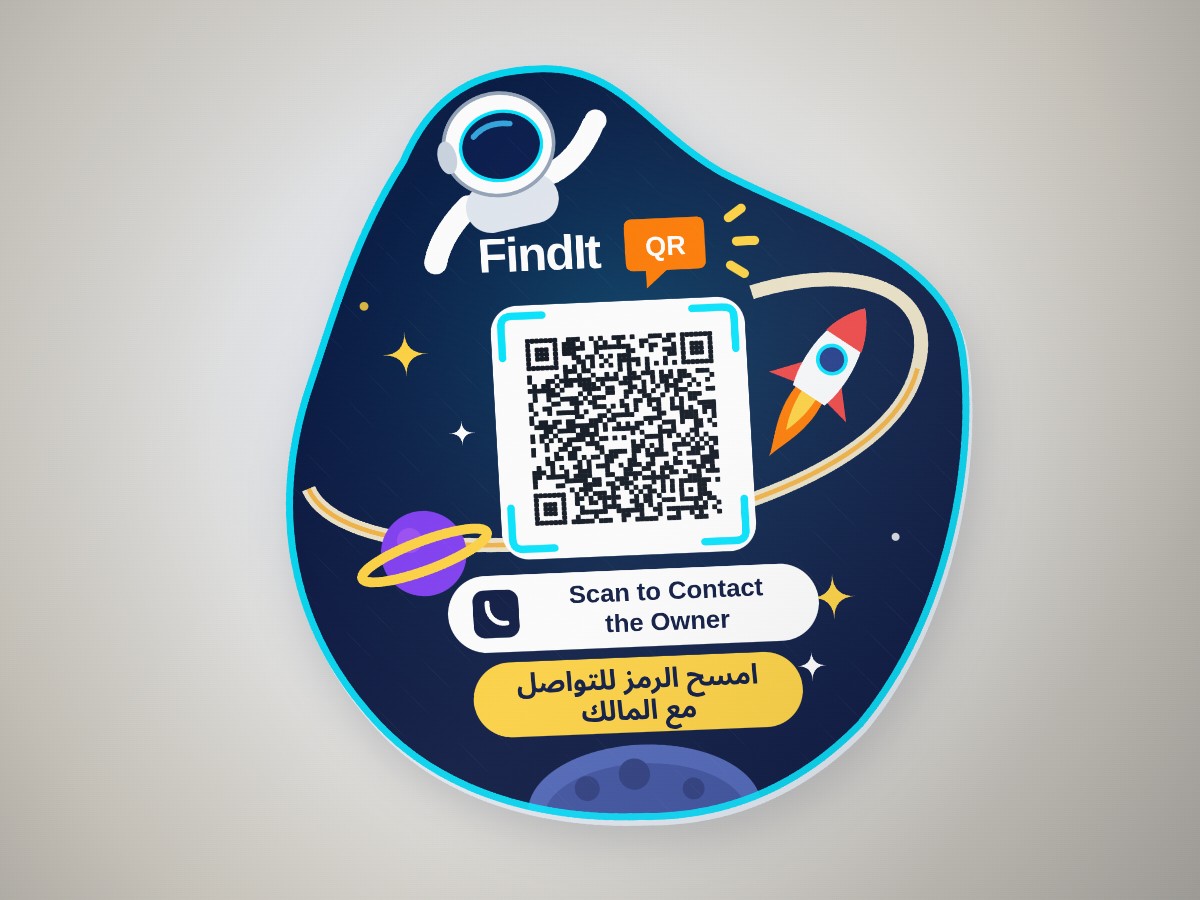 FindIt
QR
Scan to Contact
the Owner
امسح الرمز للتواصل
مع المالك